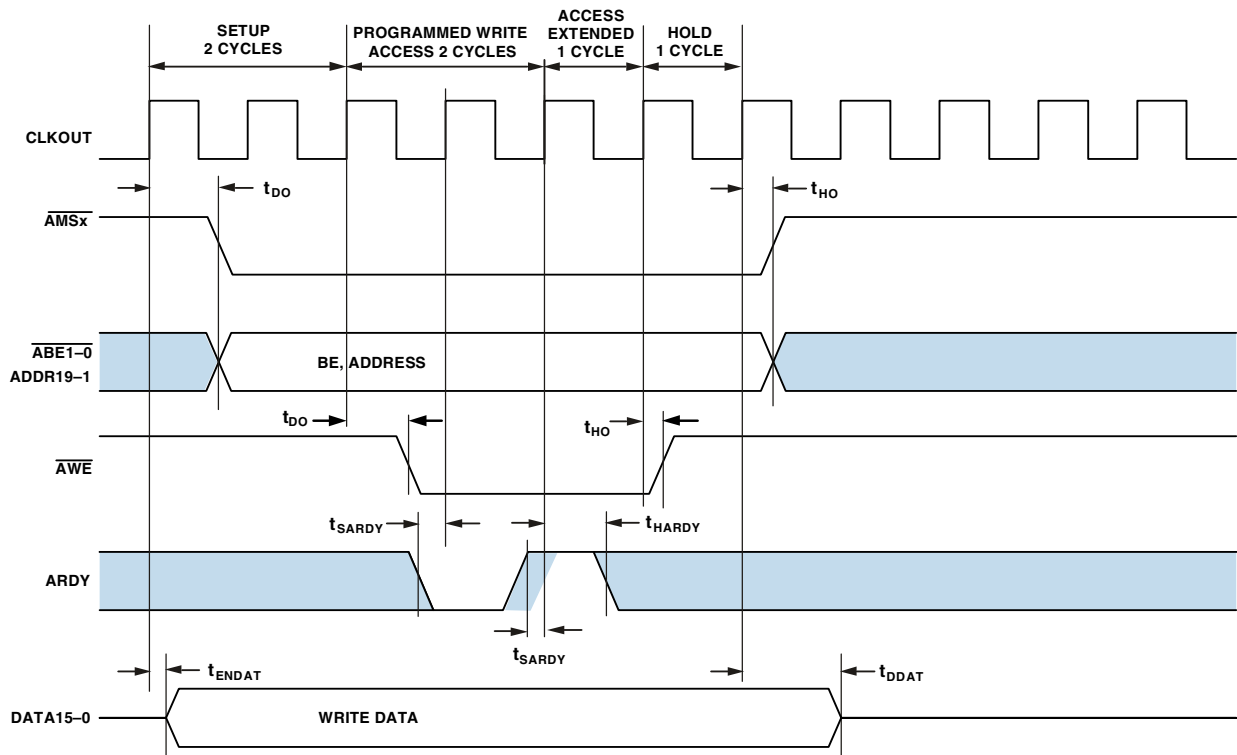 SETUP
2 CYCLES
PROGRAMMED WRITE
ACCESS 2 CYCLES
ACCESS
EXTENDED
1 CYCLE
HOLD
1 CYCLE
CLKOUT
tDO
tHO
AMSx
ABE1–0
ADDR19–1
BE, ADDRESS
tDO
tHO
AWE
tSARDY
tHARDY
ARDY
tSARDY
tENDAT
tDDAT
DATA15–0
WRITE DATA